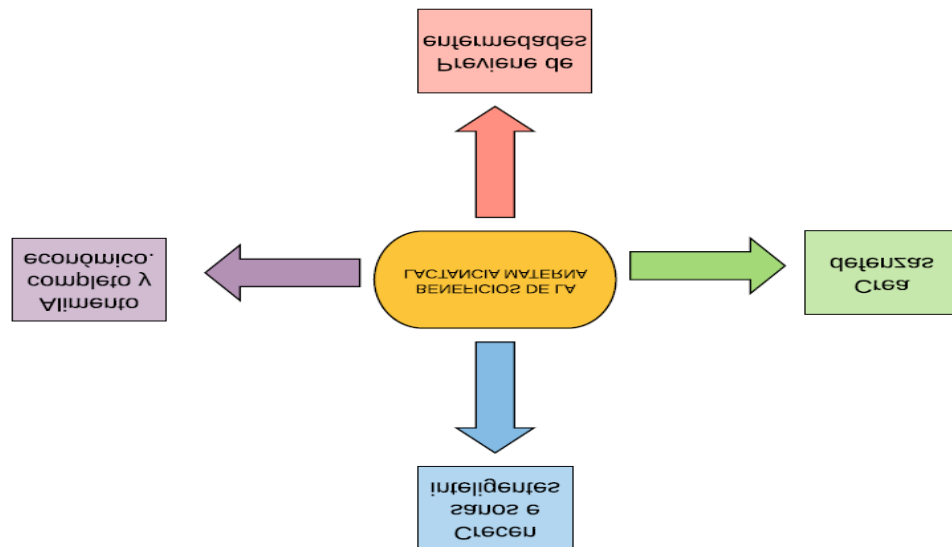 Crecen
sanos e
inteligentes
BENEFICIOS DE LA
LACTANCIA MATERNA
Alimento
completo y
económico.
Crea
defenzas
Previene de
enfermedades